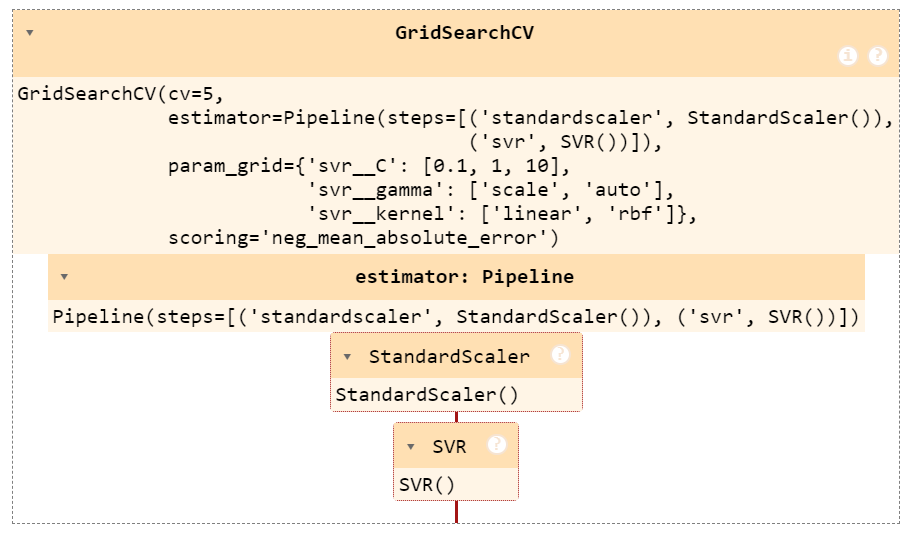 GridSearchCV
i ?
GridSearchCV(cv=5,
             estimator=Pipeline(steps=[('standardscaler', StandardScaler()),
                                       ('svr', SVR())]),
             param_grid={'svr__C': [0.1, 1, 10],
                         'svr__gamma': ['scale', 'auto'],
                         'svr__kernel': ['linear', 'rbf']},
             scoring='neg_mean_absolute_error')
estimator: Pipeline
Pipeline(steps=[('standardscaler', StandardScaler()), ('svr', SVR())])
StandardScaler ?
StandardScaler()
SVR ?
SVR()